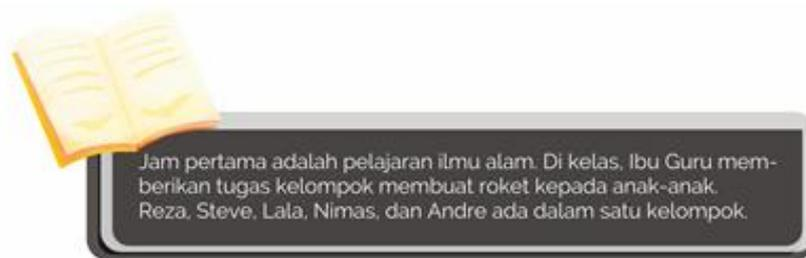 Jam pertama adalah pelajaran ilmu alam. Di kelas, Ibu Guru mem-
berikan tugas kelompok membuat roket kepada anak-anak.
Reza, Steve, Lala, Nimas, dan Andre ada dalam satu kelompok.